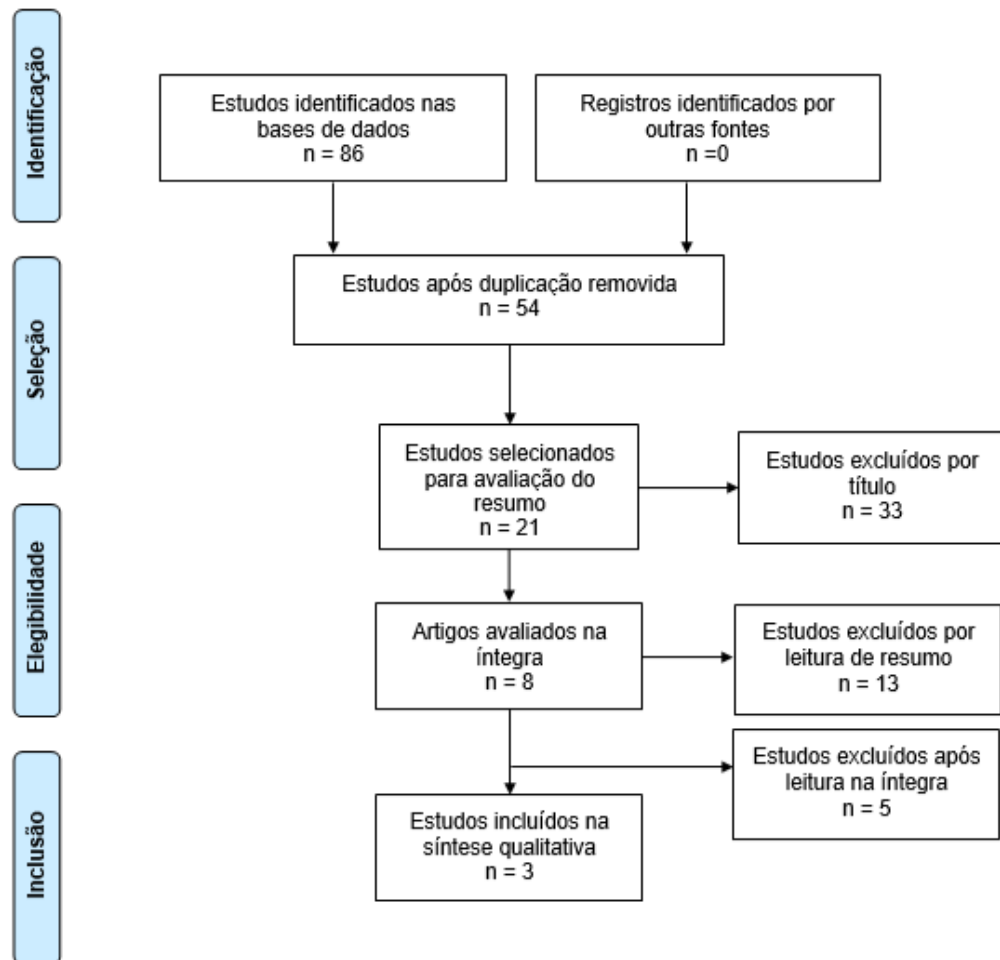 Identificação
Estudos identificados nas
bases de dados
n = 86
Registros identificados por
outras fontes
n =0
Seleção
Estudos após duplicação removida
n = 54
Estudos selecionados
para avaliação do
resumo
n = 21
Estudos excluídos por
título
n = 33
Elegibilidade
Artigos avaliados na
íntegra
n = 8
Estudos excluídos por
leitura de resumo
n = 13
Estudos excluídos após
leitura na íntegra
n = 5
Inclusão
Estudos incluídos na
síntese qualitativa
n = 3